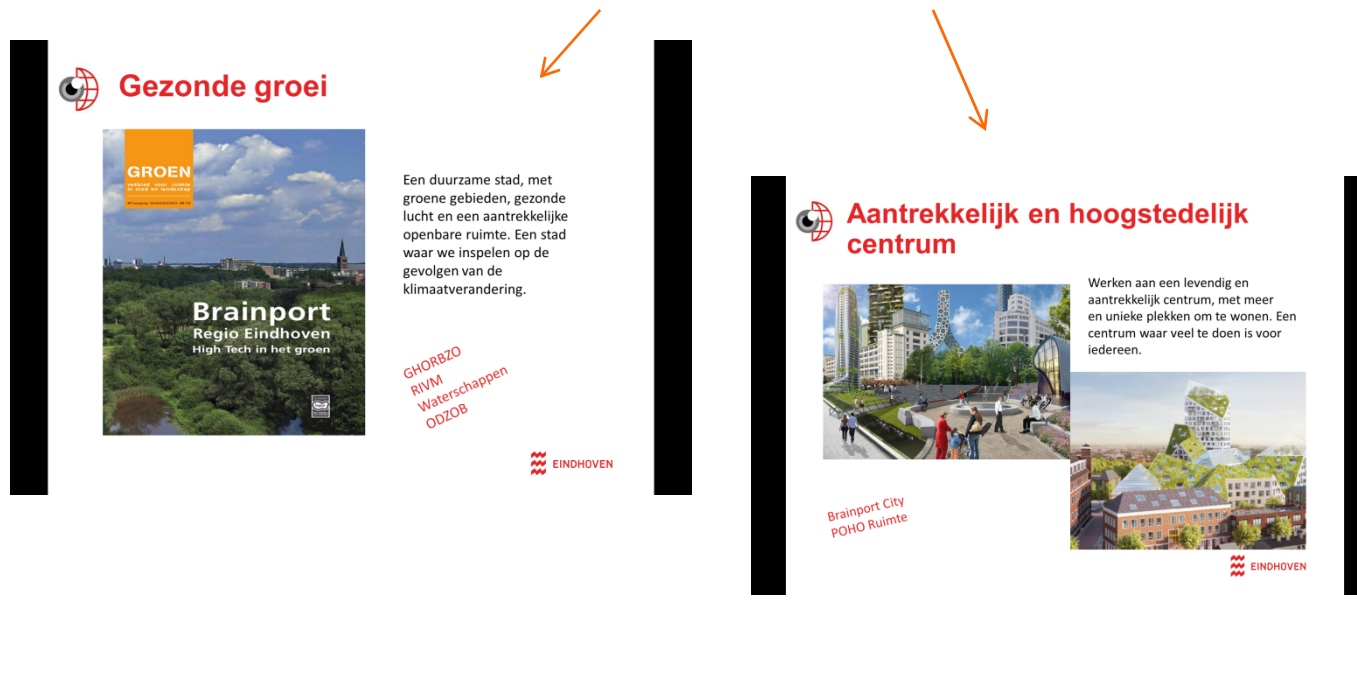 Gezonde groei
GROEN
Brainport
Regio Eindhoven
High Tech in het groen
Een duurzame stad, met
groene gebieden, gezonde
lucht en een aantrekkelijke
openbare ruimte. Een stad
waar we inspelen op de
gevolgen van de
klimaatverandering.
GHORBZO
RIVM
Waterschappen
ODZOB
EINDHOVEN
Aantrekkelijk en hoogstedelijk
centrum
Werken aan een levendig en
aantrekkelijk centrum, met meer
en unieke plekken om te wonen. Een
centrum waar veel te doen is voor
iedereen.
Brainport City
POHO Ruimte
EINDHOVEN